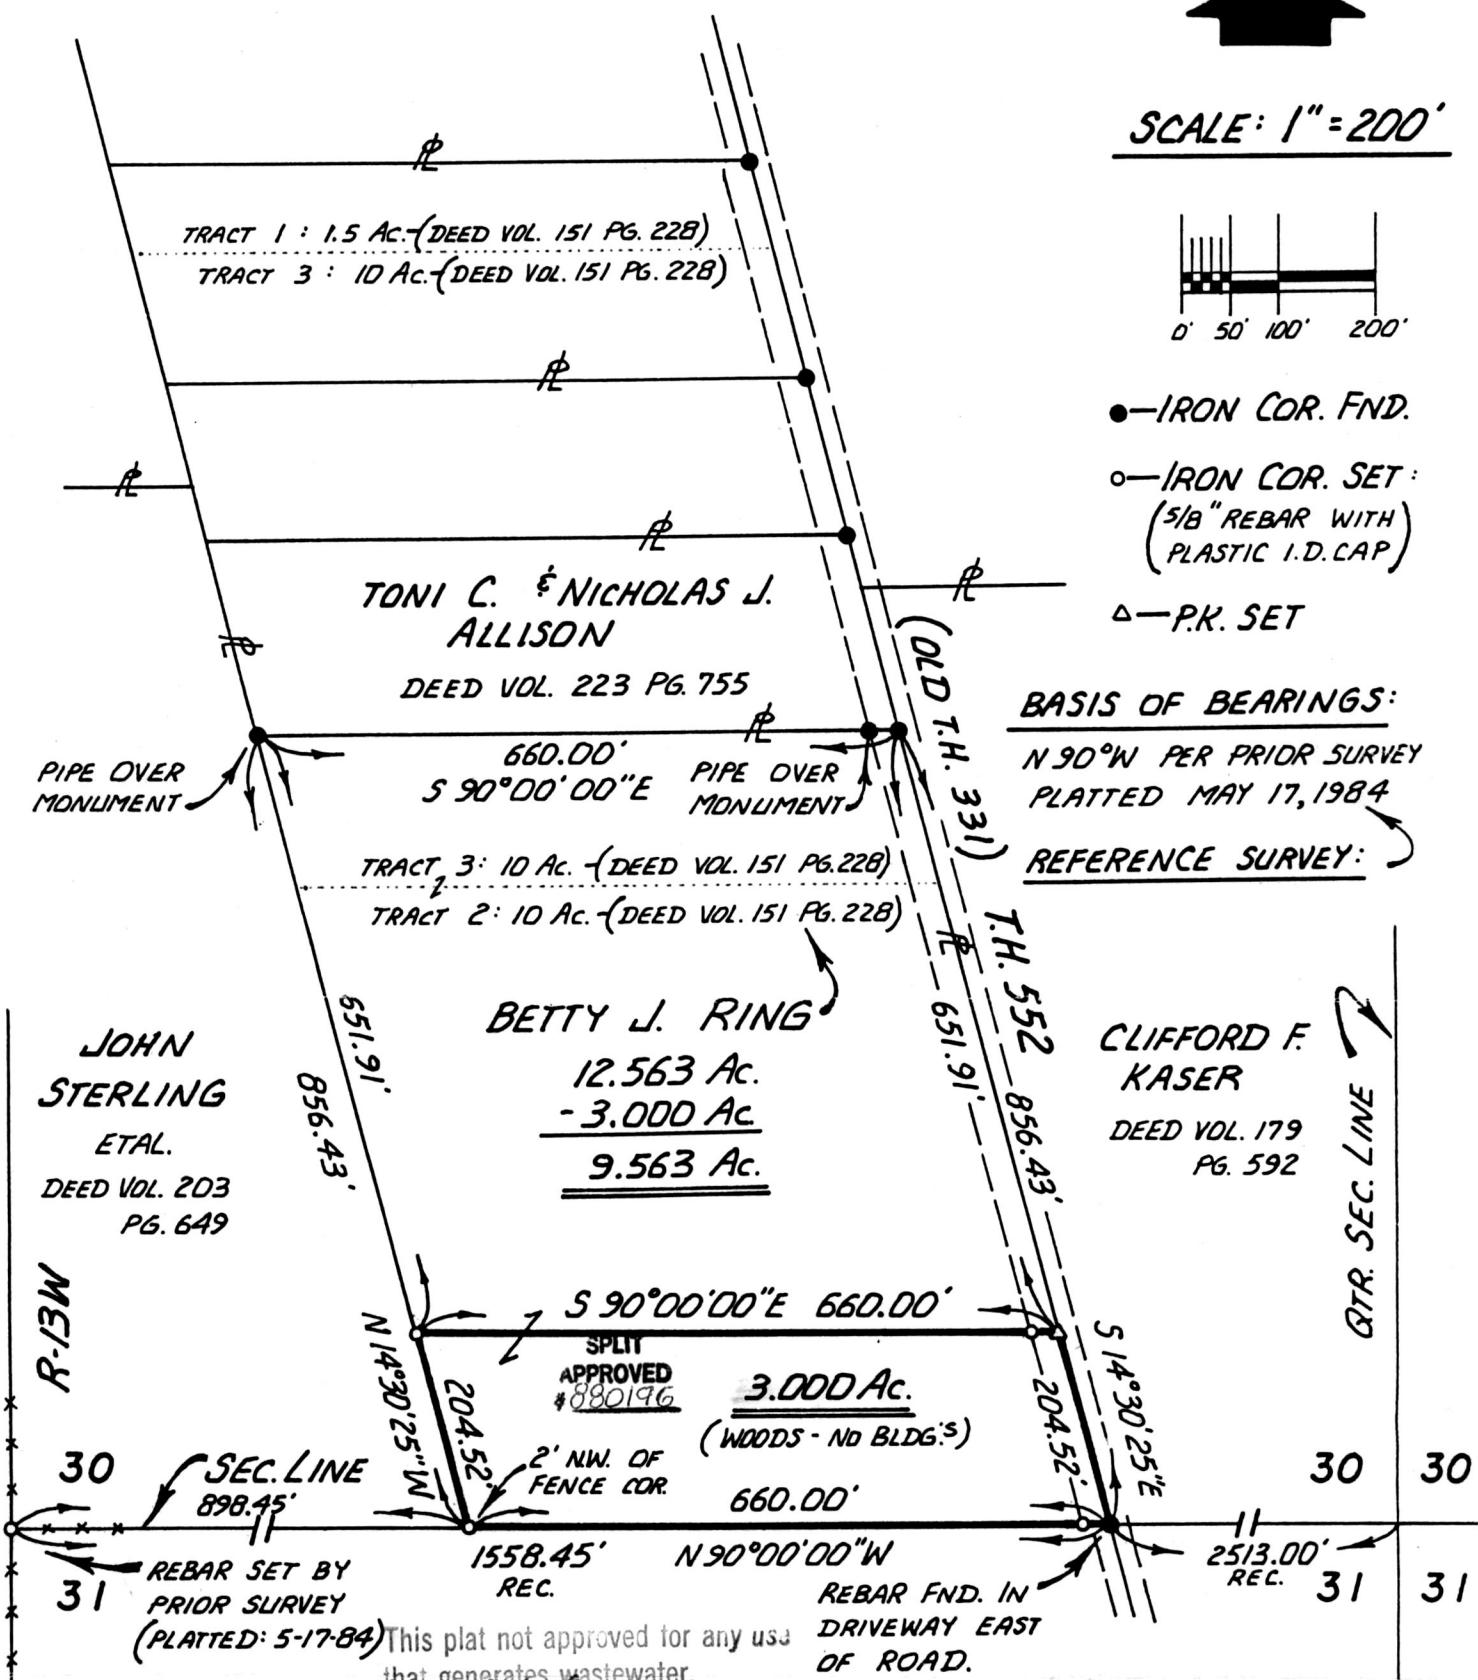 SCALE: 1" = 200'
0' 50' 100' 200'
IRON COR. FND.
IRON COR. SET:
(5/8" REBAR WITH
PLASTIC I.D. CAP)
P.K. SET
BASIS OF BEARINGS:
N 90° W PER PRIOR SURVEY
PLATTED MAY 17, 1984
REFERENCE SURVEY:
PL
TRACT 1 : 1.5 AC.-(DEED VOL. 151 PG. 228)
TRACT 3 : 10 AC.-(DEED VOL. 151 PG. 228)
PL
PL
PL
PL
TONI C. & NICHOLAS J.
ALLISON
DEED VOL. 223 PG. 755
PL
PL
660.00'
S 90°00'00"E
PIPE OVER
MONUMENT
PIPE OVER
MONUMENT
(OLD T.H. 331)
T.H. 552
PL
TRACT 3: 10 AC.-(DEED VOL. 151 PG. 228)
TRACT 2: 10 AC.-(DEED VOL. 151 PG. 228)
651.91'
856.43'
651.91'
856.43'
BETTY J. RING
12.563 AC.
- 3.000 AC.
9.563 AC.
JOHN
STERLING
ETAL.
DEED VOL. 203
PG. 649
CLIFFORD F.
KASER
DEED VOL. 179
PG. 592
QTR. SEC. LINE
R-13W
S 90°00'00"E 660.00'
SPLIT
APPROVED
#880196
3.000 AC.
(WOODS - NO BLDG.'S)
N 14°30'25"W
204.52'
204.52'
S 14°30'25"E
2' N.W. OF
FENCE COR.
660.00'
30
SEC. LINE
898.45'
30 30
1558.45'
REC.
N 90°00'00"W
2513.00'
REC.
31
REBAR SET BY
PRIOR SURVEY
(PLATTED: 5-17-84)
REBAR FND. IN
DRIVEWAY EAST
OF ROAD.
31 31
This plat not approved for any use
that generates wastewater.